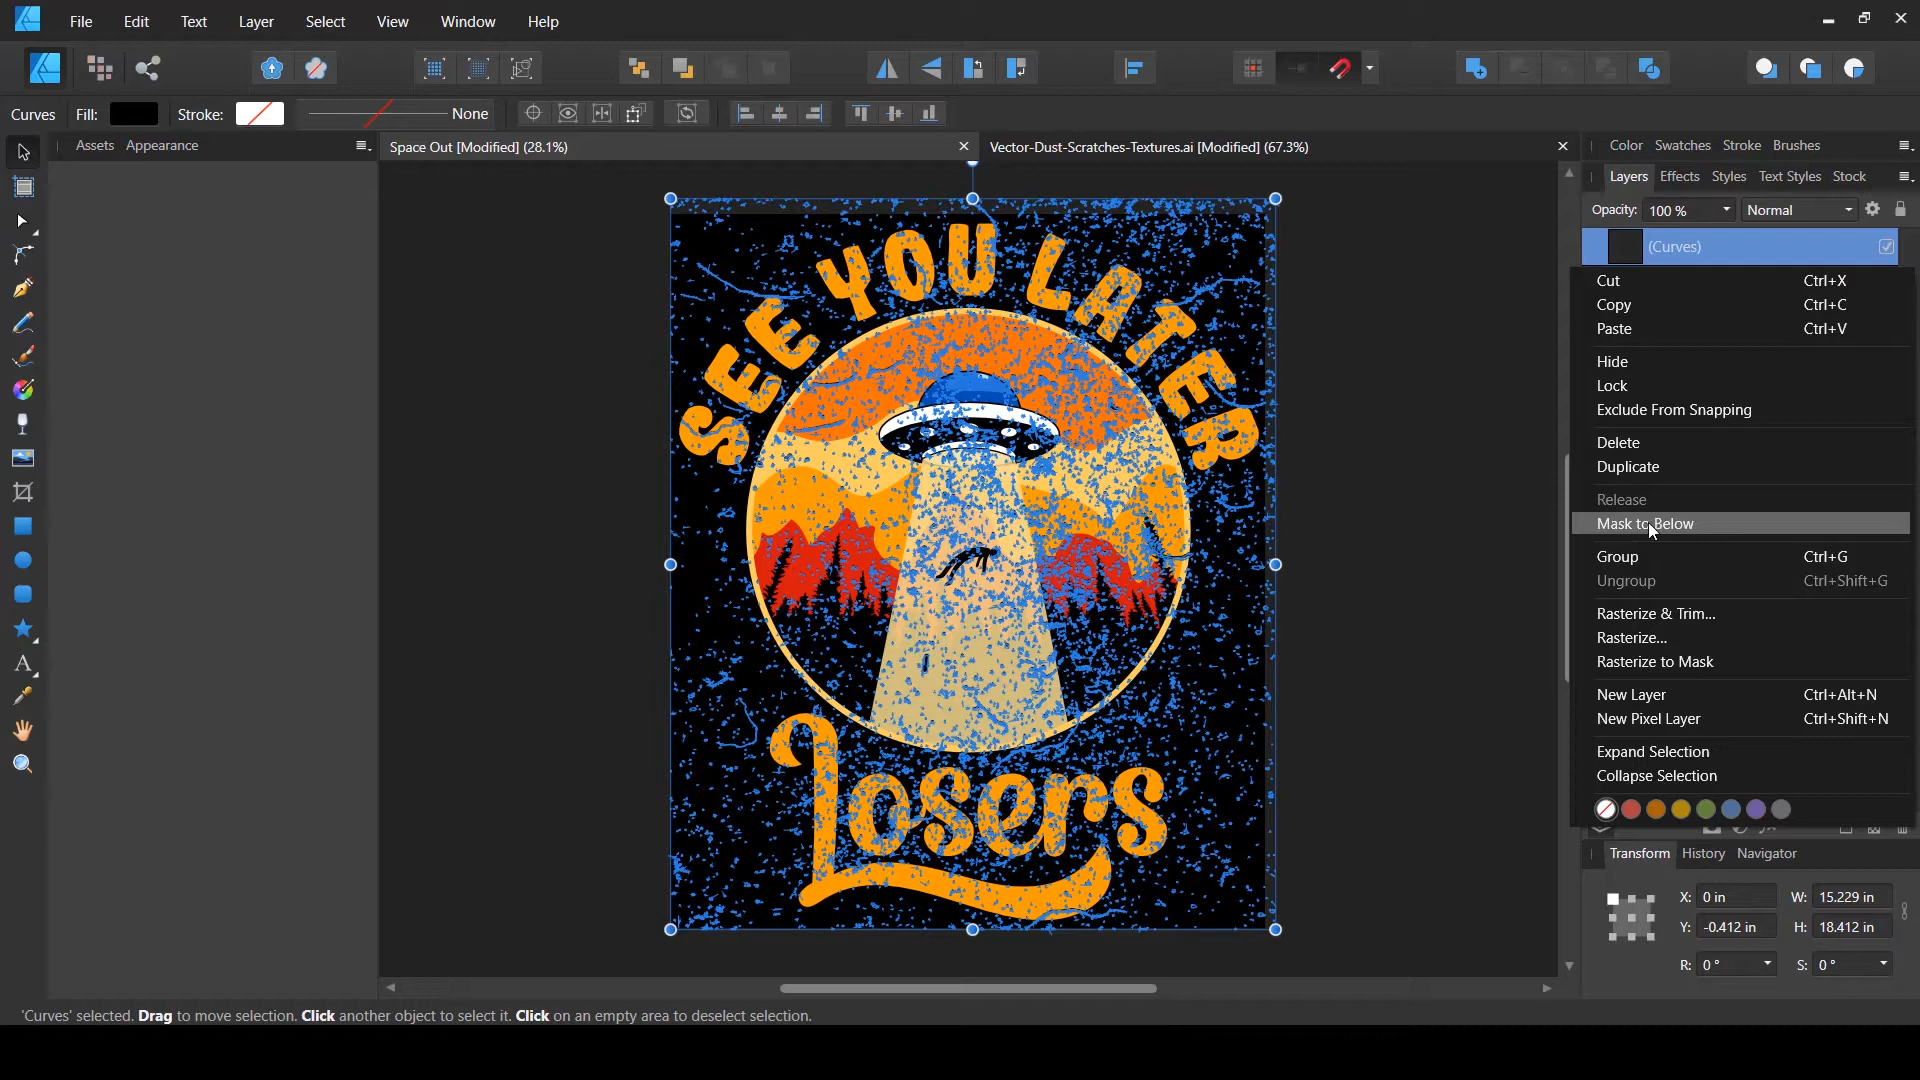 File Edit Text Layer Select View Window Help
Curves Fill: Stroke: None
Assets Appearance
Space Out [Modified] (28.1%)
Vector-Dust-Scratches-Textures.ai [Modified] (67.3%)
Color Swatches Stroke Brushes
Layers Effects Styles Text Styles Stock
Opacity: 100 % Normal
(Curves)
SEE YOU LATER
Losers
Cut Ctrl+X
Copy Ctrl+C
Paste Ctrl+V
Hide
Lock
Exclude From Snapping
Delete
Duplicate
Release
Mask to Below
Group Ctrl+G
Ungroup Ctrl+Shift+G
Rasterize & Trim...
Rasterize...
Rasterize to Mask
New Layer Ctrl+Alt+N
New Pixel Layer Ctrl+Shift+N
Expand Selection
Collapse Selection
Transform History Navigator
X: 0 in W: 15.229 in
Y: -0.412 in H: 18.412 in
R: 0 ° S: 0 °
'Curves' selected. Drag to move selection. Click another object to select it. Click on an empty area to deselect selection.